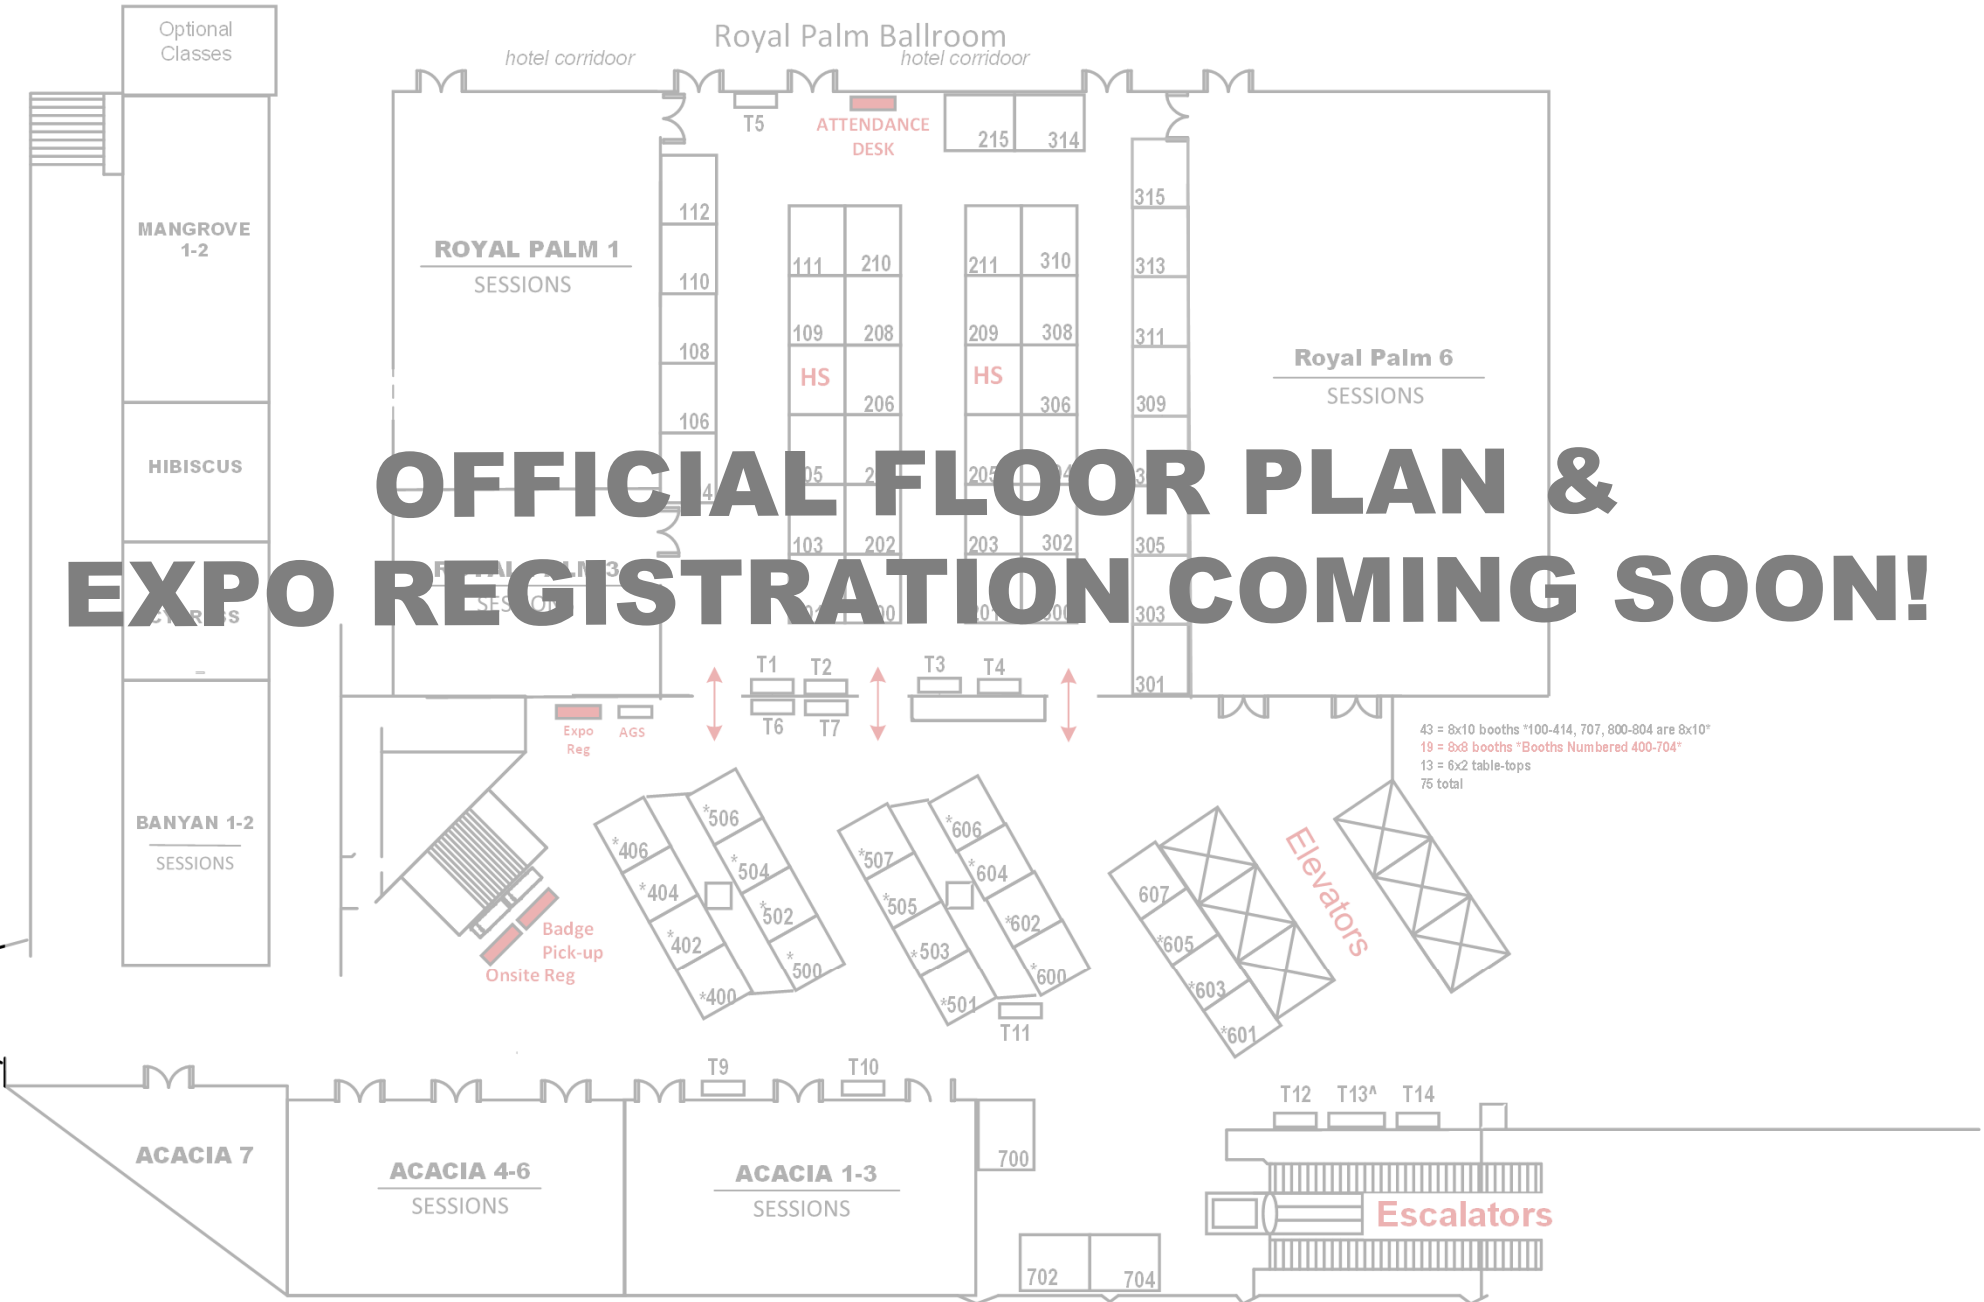 Optional
Classes
Royal Palm Ballroom
hotel corridoor
hotel corridoor
T5
ATTENDANCE
DESK
215
314
MANGROVE
1-2
ROYAL PALM 1
SESSIONS
112
110
108
106
111
210
109
208
HS
206
211
310
209
308
HS
306
315
313
311
309
Royal Palm 6
SESSIONS
HIBISCUS
OFFICIAL FLOOR PLAN &
EXPO REGISTRATION COMING SOON!
103
202
203
302
305
303
301
T1
T2
T3
T4
T6
T7
Expo
Reg
AGS
43 = 8x10 booths *100-414, 707, 800-804 are 8x10*
19 = 8x8 booths *Booths Numbered 400-704*
13 = 6x2 table-tops
75 total
BANYAN 1-2
SESSIONS
*506
*406
*504
*404
*502
*402
*500
*400
*606
*507
*604
*505
*602
*503
*600
*501
T11
607
*605
*603
*601
Elevators
Badge
Pick-up
Onsite Reg
T9
T10
T12
T13^
T14
ACACIA 7
ACACIA 4-6
SESSIONS
ACACIA 1-3
SESSIONS
700
702
704
Escalators